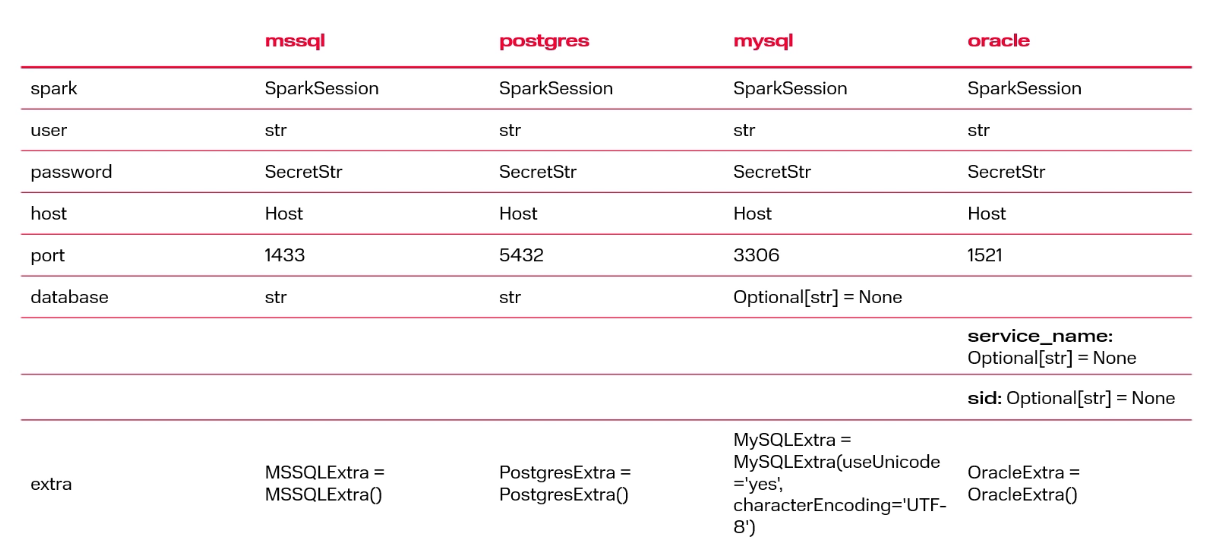 mssql postgres mysql oracle
spark SparkSession SparkSession SparkSession SparkSession
user str str str str
password SecretStr SecretStr SecretStr SecretStr
host Host Host Host Host
port 1433 5432 3306 1521
database str str Optional[str] = None
service_name:
Optional[str] = None
sid: Optional[str] = None
extra
MSSQLExtra =
MSSQLExtra()
PostgresExtra =
PostgresExtra()
MySQLExtra =
MySQLExtra(useUnicode
='yes',
characterEncoding='UTF-
8')
OracleExtra =
OracleExtra()